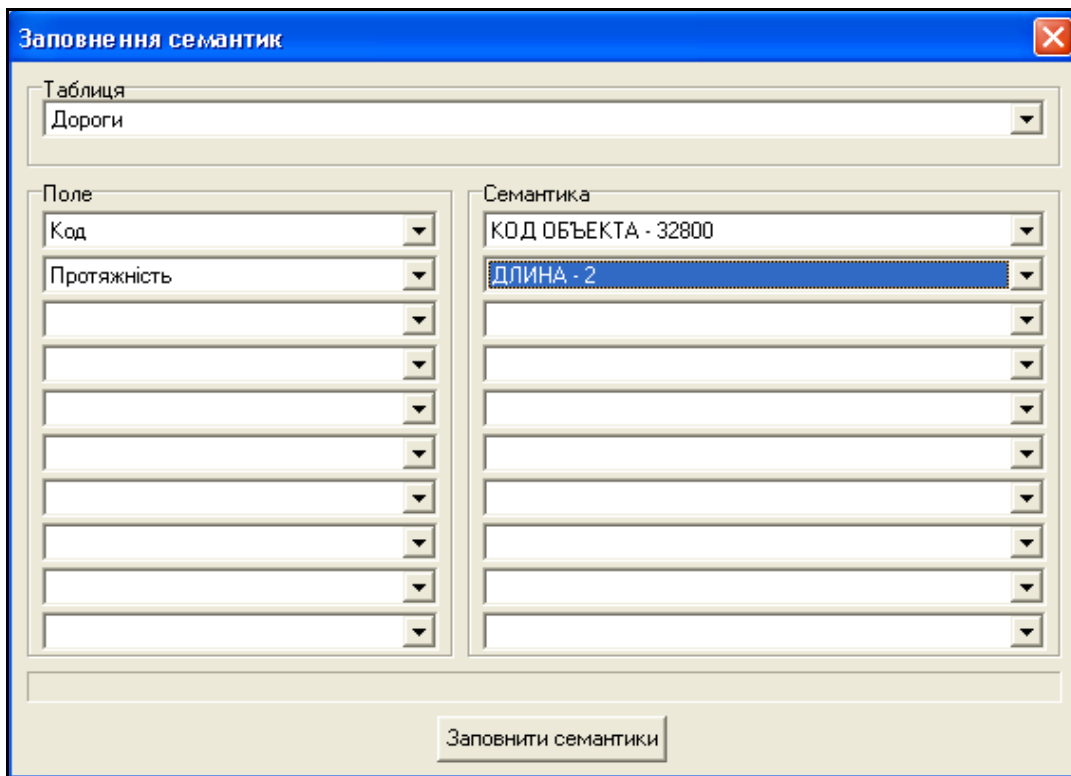 Заповнення семантик
Таблиця
Дороги
Поле
Семантика
Код
КОД ОБЪЕКТА - 32800
Протяжність
ДЛИНА - 2
Заповнити семантики